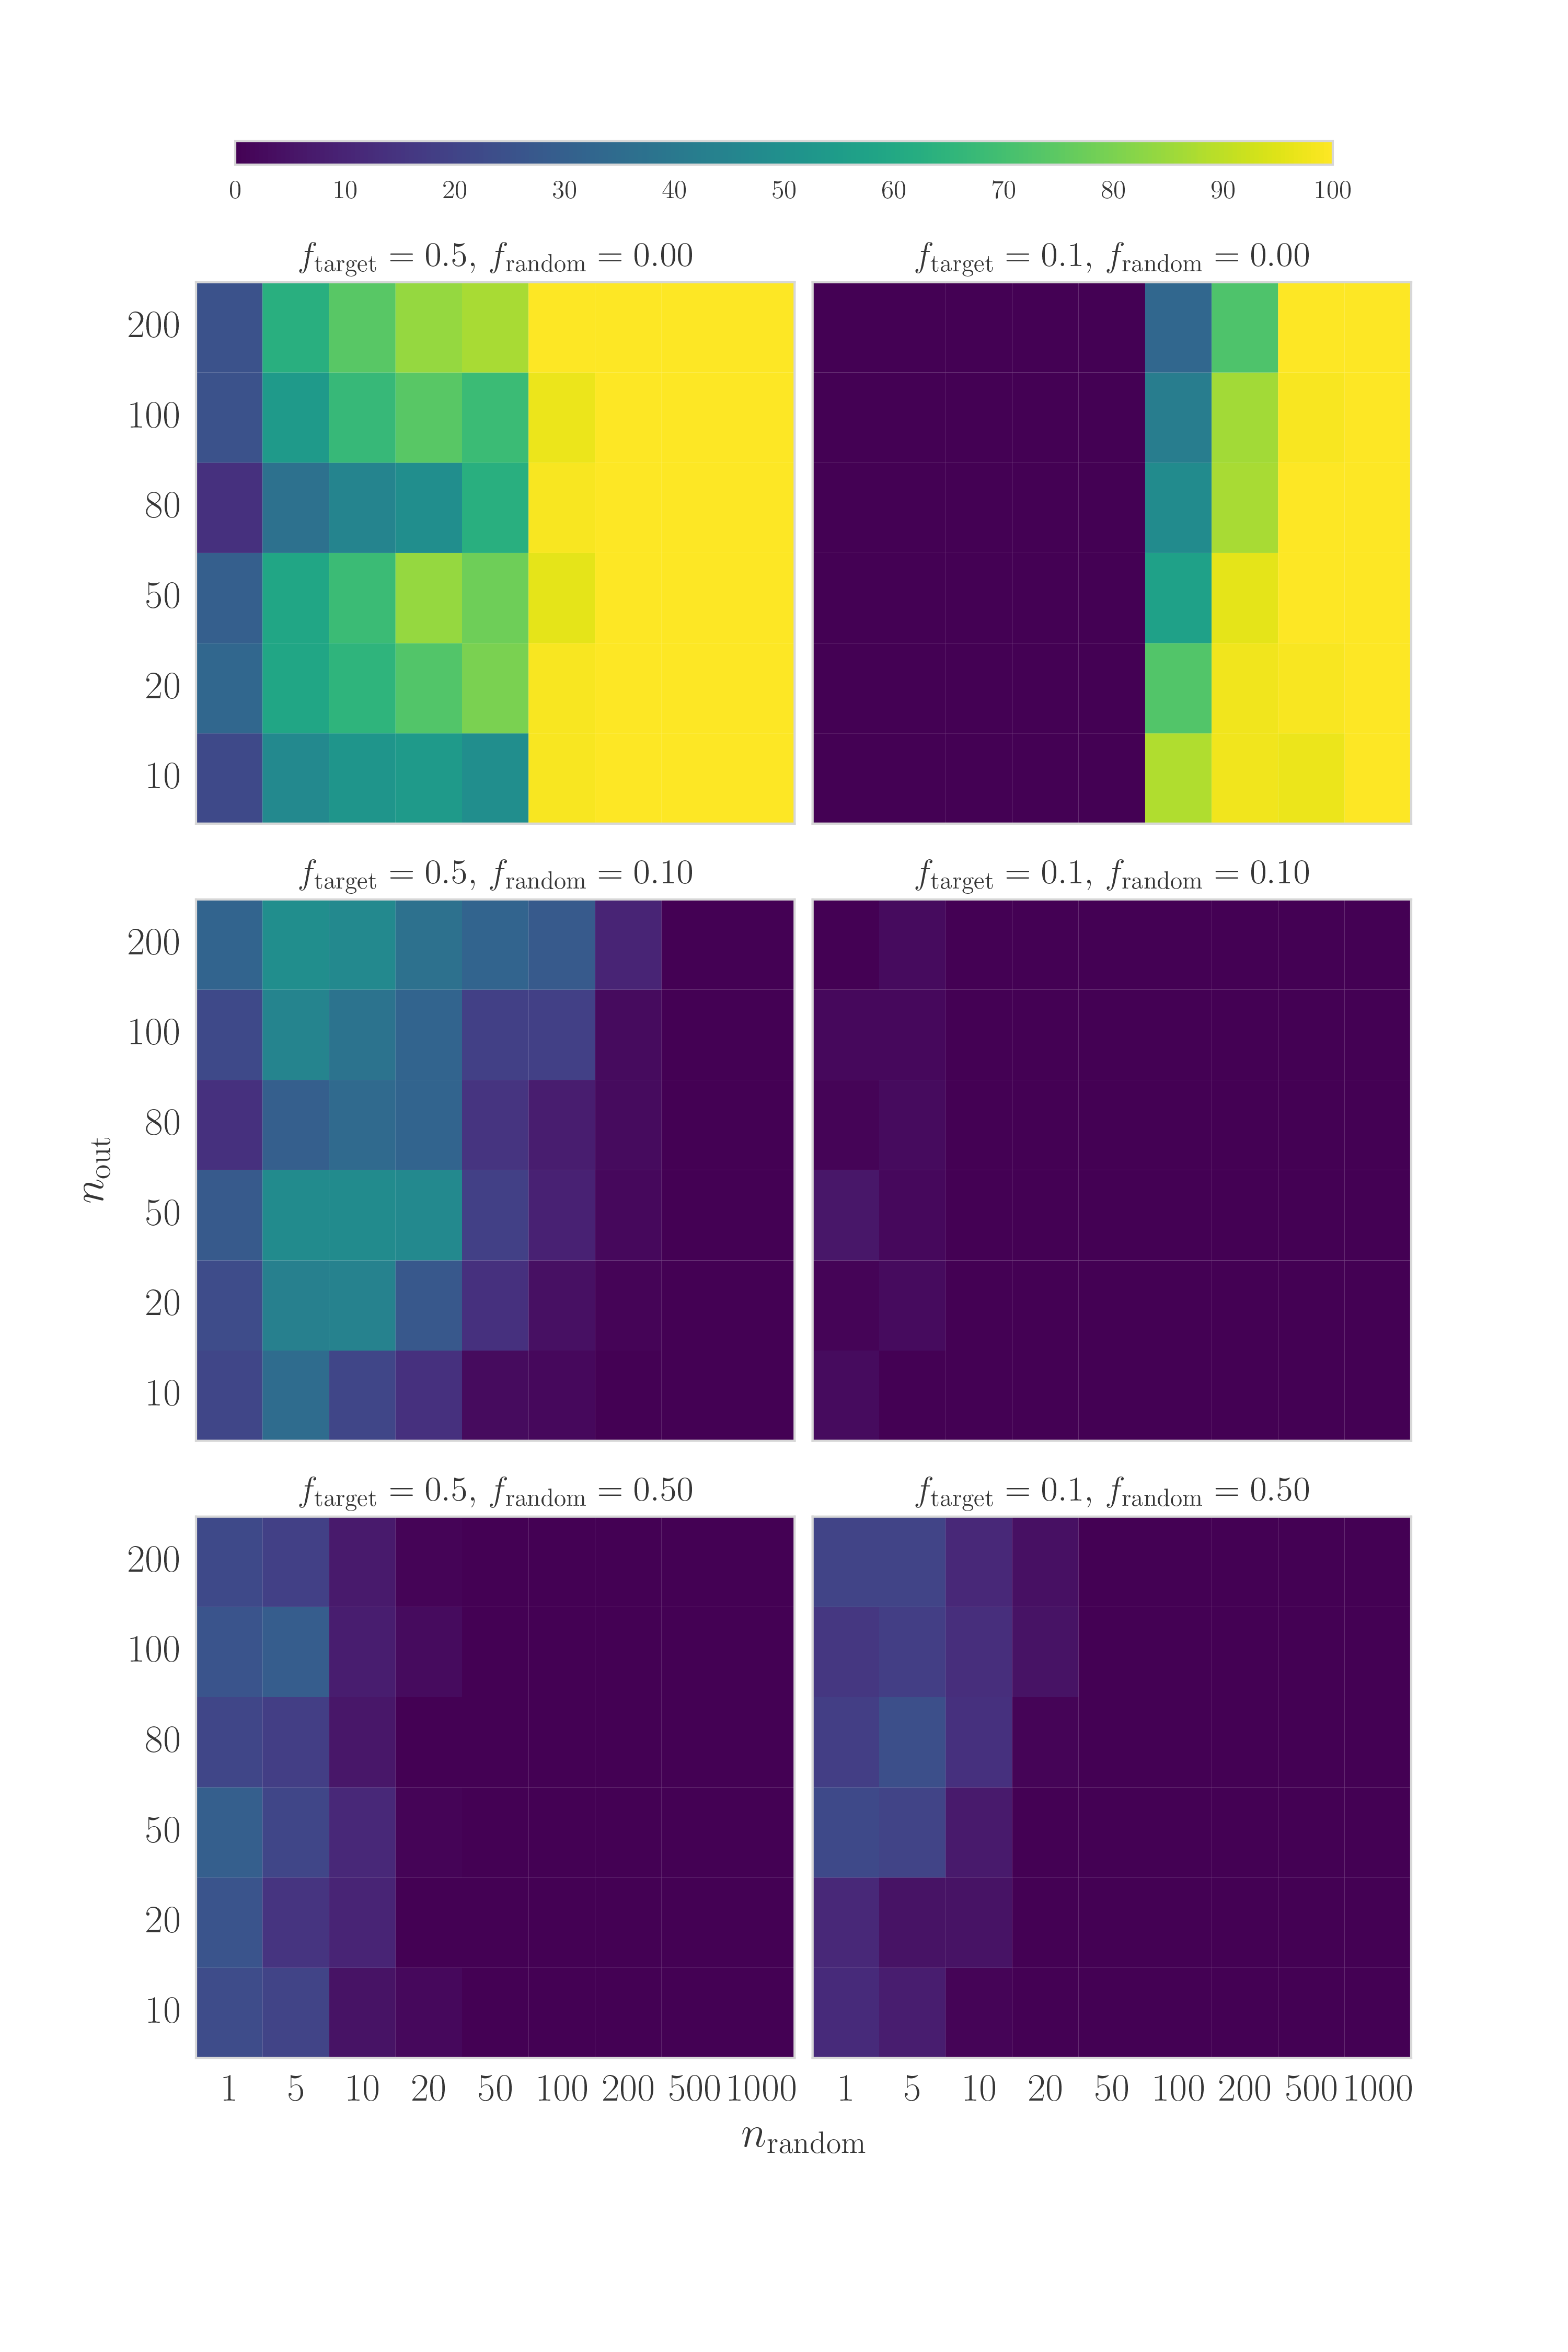 0 10 20 30 40 50 60 70 80 90 100
f_target = 0.5, f_random = 0.00
f_target = 0.1, f_random = 0.00
200
100
80
50
20
10
f_target = 0.5, f_random = 0.10
f_target = 0.1, f_random = 0.10
200
100
80
50
20
10
n_out
f_target = 0.5, f_random = 0.50
f_target = 0.1, f_random = 0.50
200
100
80
50
20
10
1 5 10 20 50 100 200 500 1000
1 5 10 20 50 100 200 500 1000
n_random